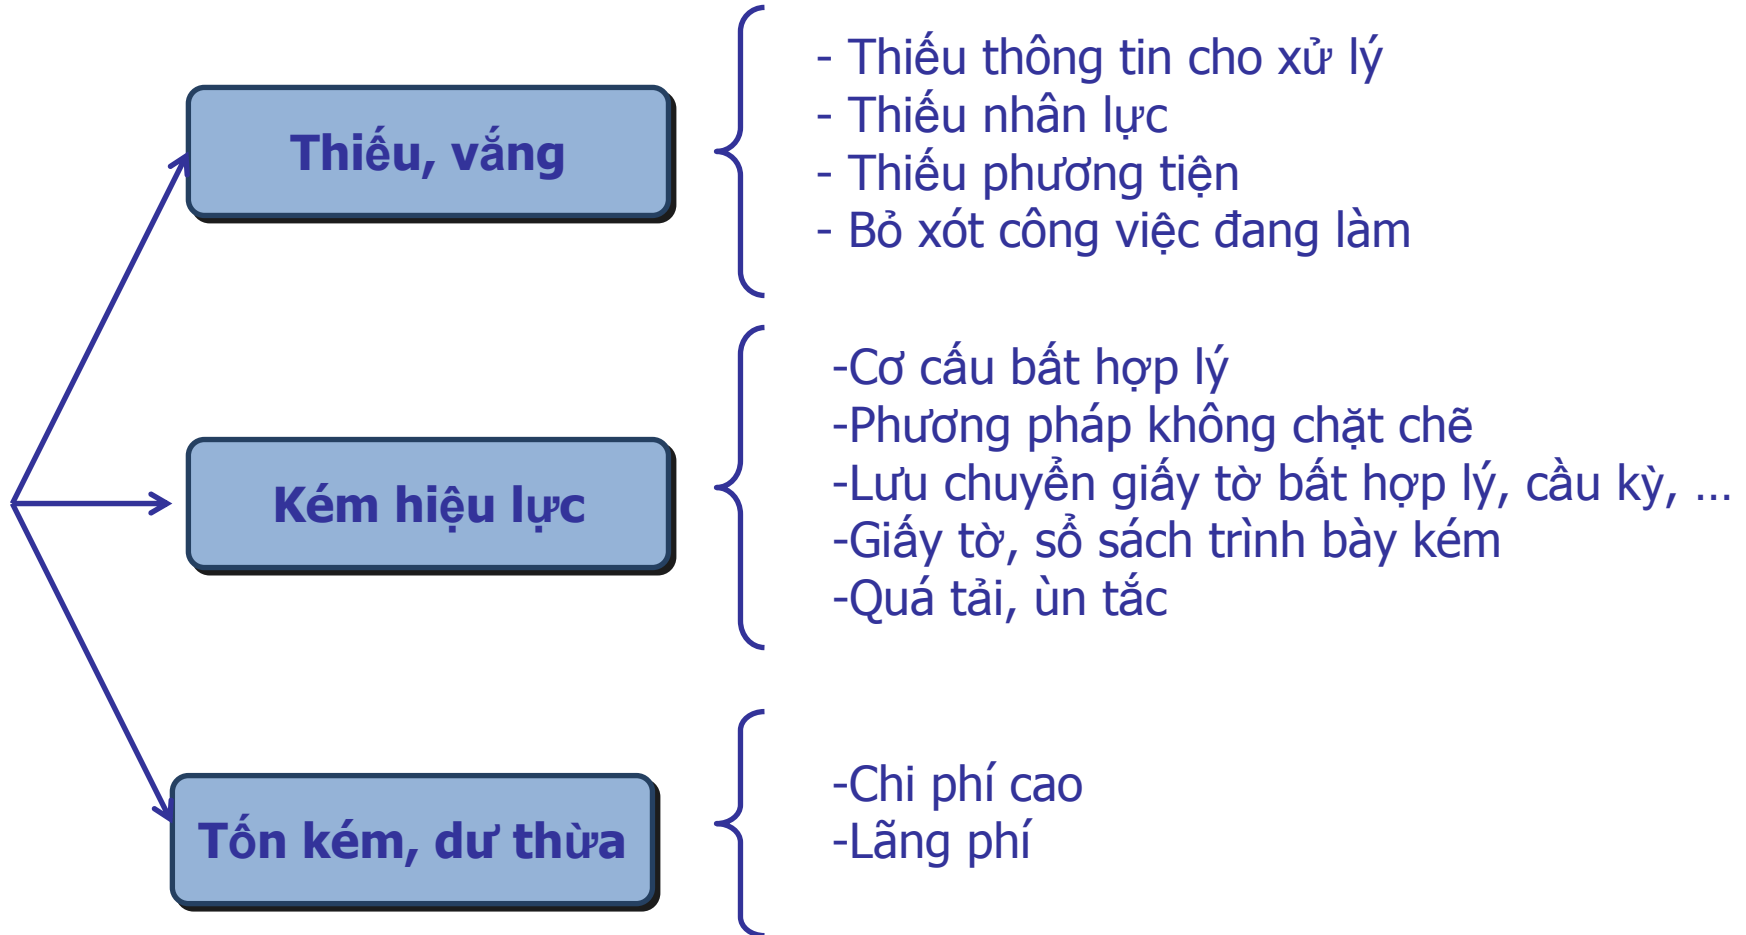 Thiếu, vắng
- Thiếu thông tin cho xử lý
- Thiếu nhân lực
- Thiếu phương tiện
- Bỏ xót công việc đang làm
Kém hiệu lực
-Cơ cấu bất hợp lý
-Phương pháp không chặt chẽ
-Lưu chuyển giấy tờ bất hợp lý, cầu kỳ, ...
-Giấy tờ, sổ sách trình bày kém
-Quá tải, ùn tắc
Tốn kém, dư thừa
-Chi phí cao
-Lãng phí